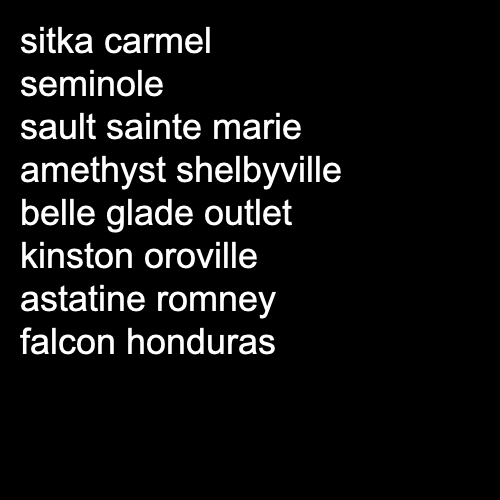 sitka carmel
seminole
sault sainte marie
amethyst shelbyville
belle glade outlet
kinston oroville
astatine romney
falcon honduras